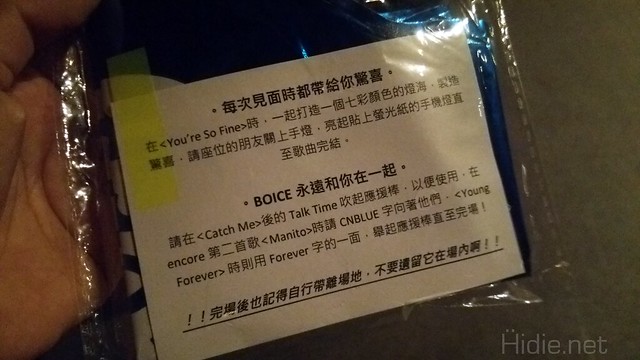 。每次見面時都帶給你驚喜。
在<You're So Fine>時，一起打造一個七彩顏色的燈海，製造
驚喜，請座位的朋友關上手燈，亮起貼上螢光紙的手機燈直
至歌曲完結。
。BOICE 永遠和你在一起。
請在<Catch Me>後的 Talk Time 吹起應援棒，以便使用，在
encore 第二首歌<Manito>時請 CNBLUE 字向著他們，<Young
Forever>時則用 Forever 字的一面，舉起應援棒直至完場！
！！完場後也記得自行帶離場地，不要遺留它在場內啊！！
Hidie.net